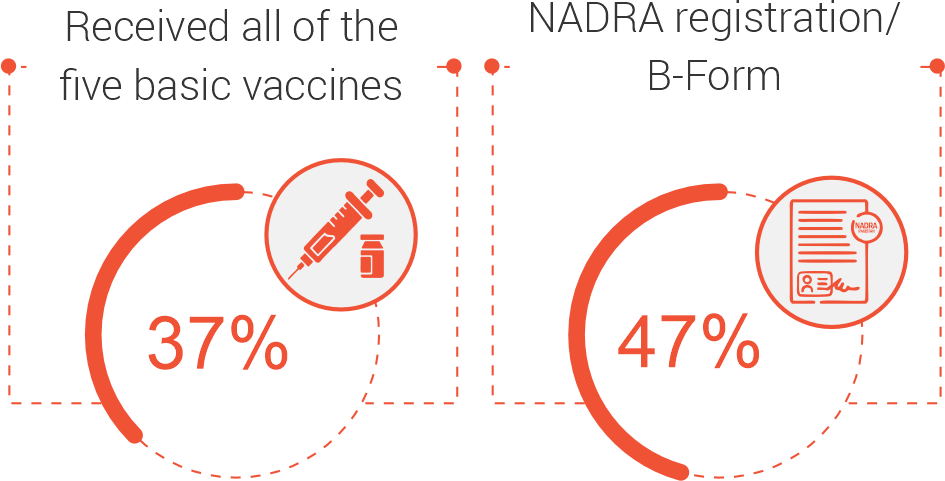 Received all of the
five basic vaccines
37%
NADRA registration/
B-Form
NADRA
47%